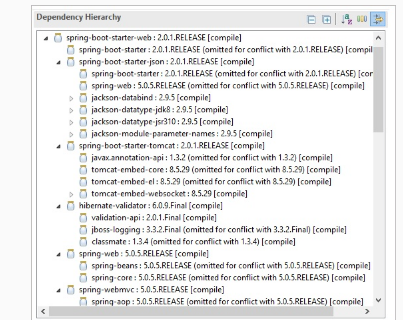 Dependency Hierarchy
spring-boot-starter-web : 2.0.1.RELEASE [compile]
spring-boot-starter : 2.0.1.RELEASE (omitted for conflict with 2.0.1.RELEASE) [compil
spring-boot-starter-json : 2.0.1.RELEASE [compile]
spring-boot-starter : 2.0.1.RELEASE (omitted for conflict with 2.0.1.RELEASE) [cor
spring-web : 5.0.5.RELEASE (omitted for conflict with 5.0.5.RELEASE) [compile]
jackson-databind : 2.9.5 [compile]
jackson-datatype-jdk8 : 2.9.5 [compile]
jackson-datatype-jsr310 : 2.9.5 [compile]
jackson-module-parameter-names : 2.9.5 [compile]
spring-boot-starter-tomcat : 2.0.1.RELEASE [compile]
javax.annotation-api : 1.3.2 (omitted for conflict with 1.3.2) [compile]
tomcat-embed-core : 8.5.29 (omitted for conflict with 8.5.29) [compile]
tomcat-embed-el : 8.5.29 (omitted for conflict with 8.5.29) [compile]
tomcat-embed-websocket : 8.5.29 [compile]
hibernate-validator : 6.0.9.Final [compile]
validation-api : 2.0.1.Final [compile]
jboss-logging : 3.3.2.Final (omitted for conflict with 3.3.2.Final) [compile]
classmate : 1.3.4 (omitted for conflict with 1.3.4) [compile]
spring-web : 5.0.5.RELEASE [compile]
spring-beans : 5.0.5.RELEASE (omitted for conflict with 5.0.5.RELEASE) [compile]
spring-core : 5.0.5.RELEASE (omitted for conflict with 5.0.5.RELEASE) [compile]
spring-webmvc : 5.0.5.RELEASE [compile]
spring-aop : 5.0.5.RELEASE (omitted for conflict with 5.0.5.RELEASE) [compile]